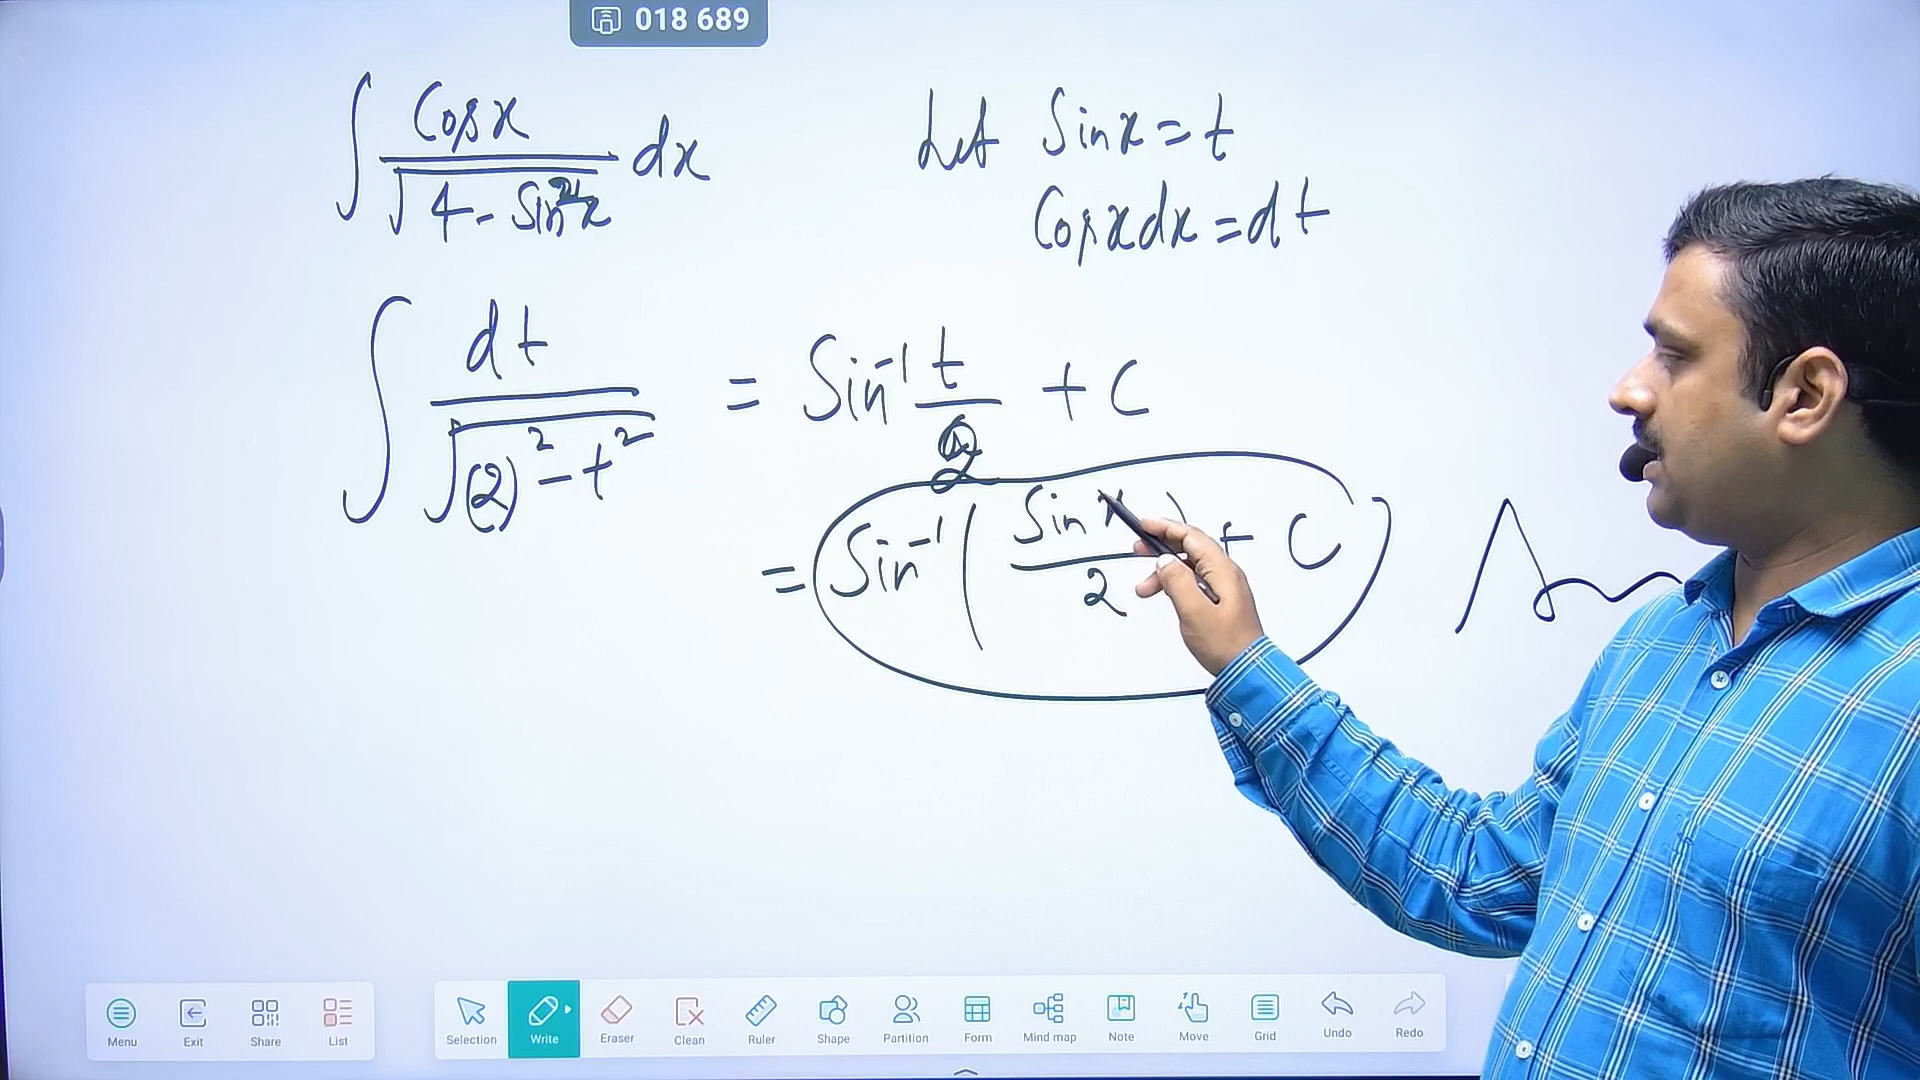 018 689
∫ Cosx / √(4 - Sin²x) dx
Let Sinx = t
Cosxdx = dt
∫ dt / √((2)² - t²) = Sin⁻¹ t/2 + C
= Sin⁻¹ (Sinx / 2) + C
Menu Exit Share List Selection Write Eraser Clean Ruler Shape Partition Form Mind map Note Move Grid Undo Redo